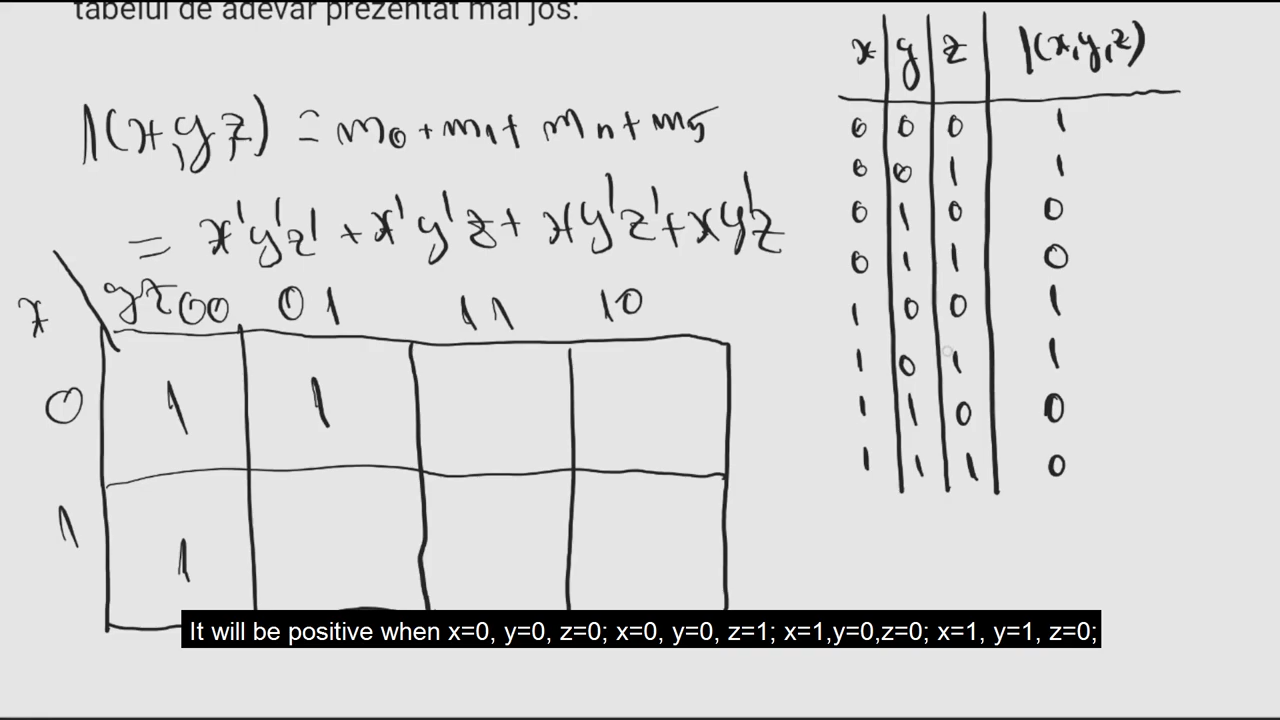 tabelul de adevăr prezentat mai jos:
f(x,y,z) = m0 + m1 + m4 + m5
= x'y'z' + x'y'z + xy'z' + xy'z
x yz 00 01 11 10
0 1 1
1 1
x y z f(x,y,z)
0 0 0 1
0 0 1 1
0 1 0 0
0 1 1 0
1 0 0 1
1 0 1 1
1 1 0 0
1 1 1 0
It will be positive when x=0, y=0, z=0; x=0, y=0, z=1; x=1,y=0,z=0; x=1, y=1, z=0;